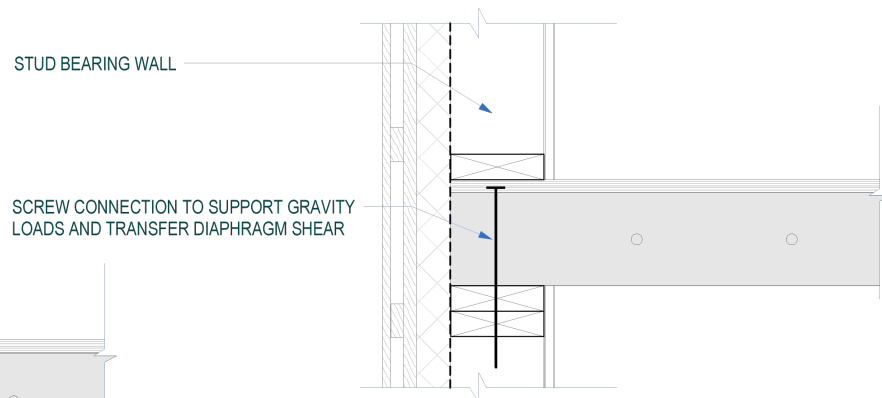 STUD BEARING WALL
SCREW CONNECTION TO SUPPORT GRAVITY
LOADS AND TRANSFER DIAPHRAGM SHEAR